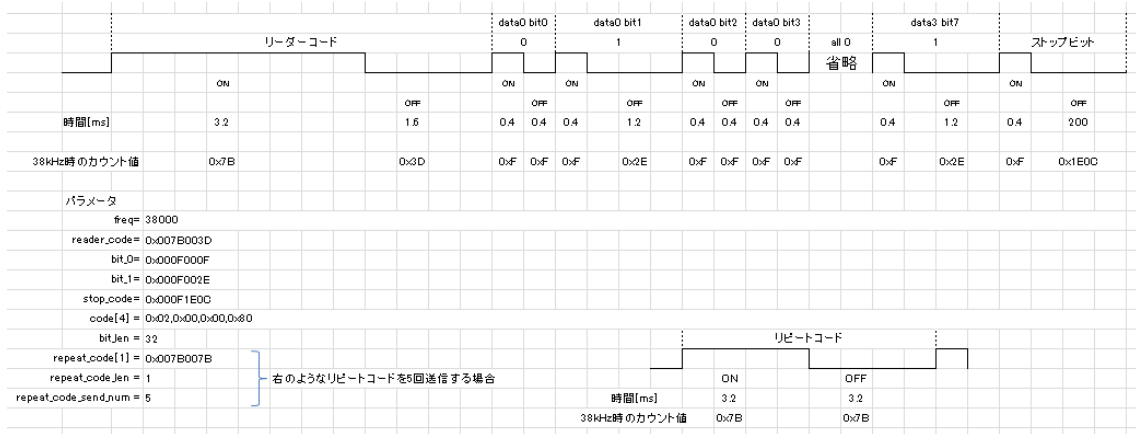 data0 bit0 data0 bit1 data0 bit2 data0 bit3 data3 bit7
リーダーコード 0 1 0 0 all 0 1 ストップビット
省略
ON ON ON ON ON
OFF OFF OFF OFF OFF
時間[ms] 3.2 1.6 0.4 0.4 0.4 1.2 0.4 0.4 0.4 0.4 0.4 1.2 0.4 200
38kHz時のカウント値 0x7B 0x3D 0xF 0xF 0xF 0x2E 0xF 0xF 0xF 0xF 0xF 0x2E 0xF 0x1E0C
パラメータ
freq= 38000
reader_code= 0x007B003D
bit_0= 0x000F000F
bit_1= 0x000F002E
stop_code= 0x000F1E0C
code[4] = 0x02,0x00,0x00,0x80
bit_len = 32
リピートコード
repeat_code[1] = 0x007B007B
repeat_code_len = 1 右のようなリピートコードを5回送信する場合 ON OFF
repeat_code_send_num = 5 時間[ms] 3.2 3.2
38kHz時のカウント値 0x7B 0x7B